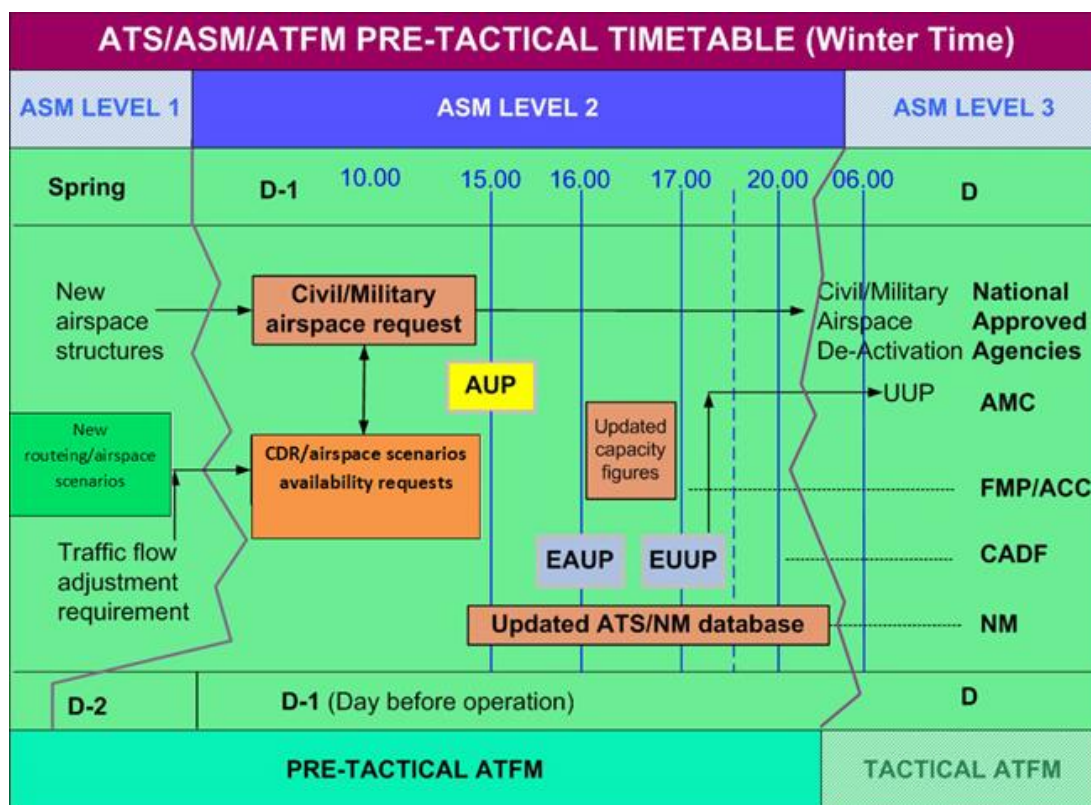 ATS/ASM/ATFM PRE-TACTICAL TIMETABLE (Winter Time)
ASM LEVEL 1
ASM LEVEL 2
ASM LEVEL 3
Spring
D-1
10.00
15.00
16.00
17.00
20.00
06.00
D
New
airspace
structures
Civil/Military
airspace request
Civil/Military
Airspace
De-Activation
National
Approved
Agencies
AUP
UUP
AMC
New
routeing/airspace
scenarios
CDR/airspace scenarios
availability requests
Updated
capacity
figures
FMP/ACC
Traffic flow
adjustment
requirement
EAUP
EUUP
CADF
Updated ATS/NM database
NM
D-2
D-1 (Day before operation)
D
PRE-TACTICAL ATFM
TACTICAL ATFM